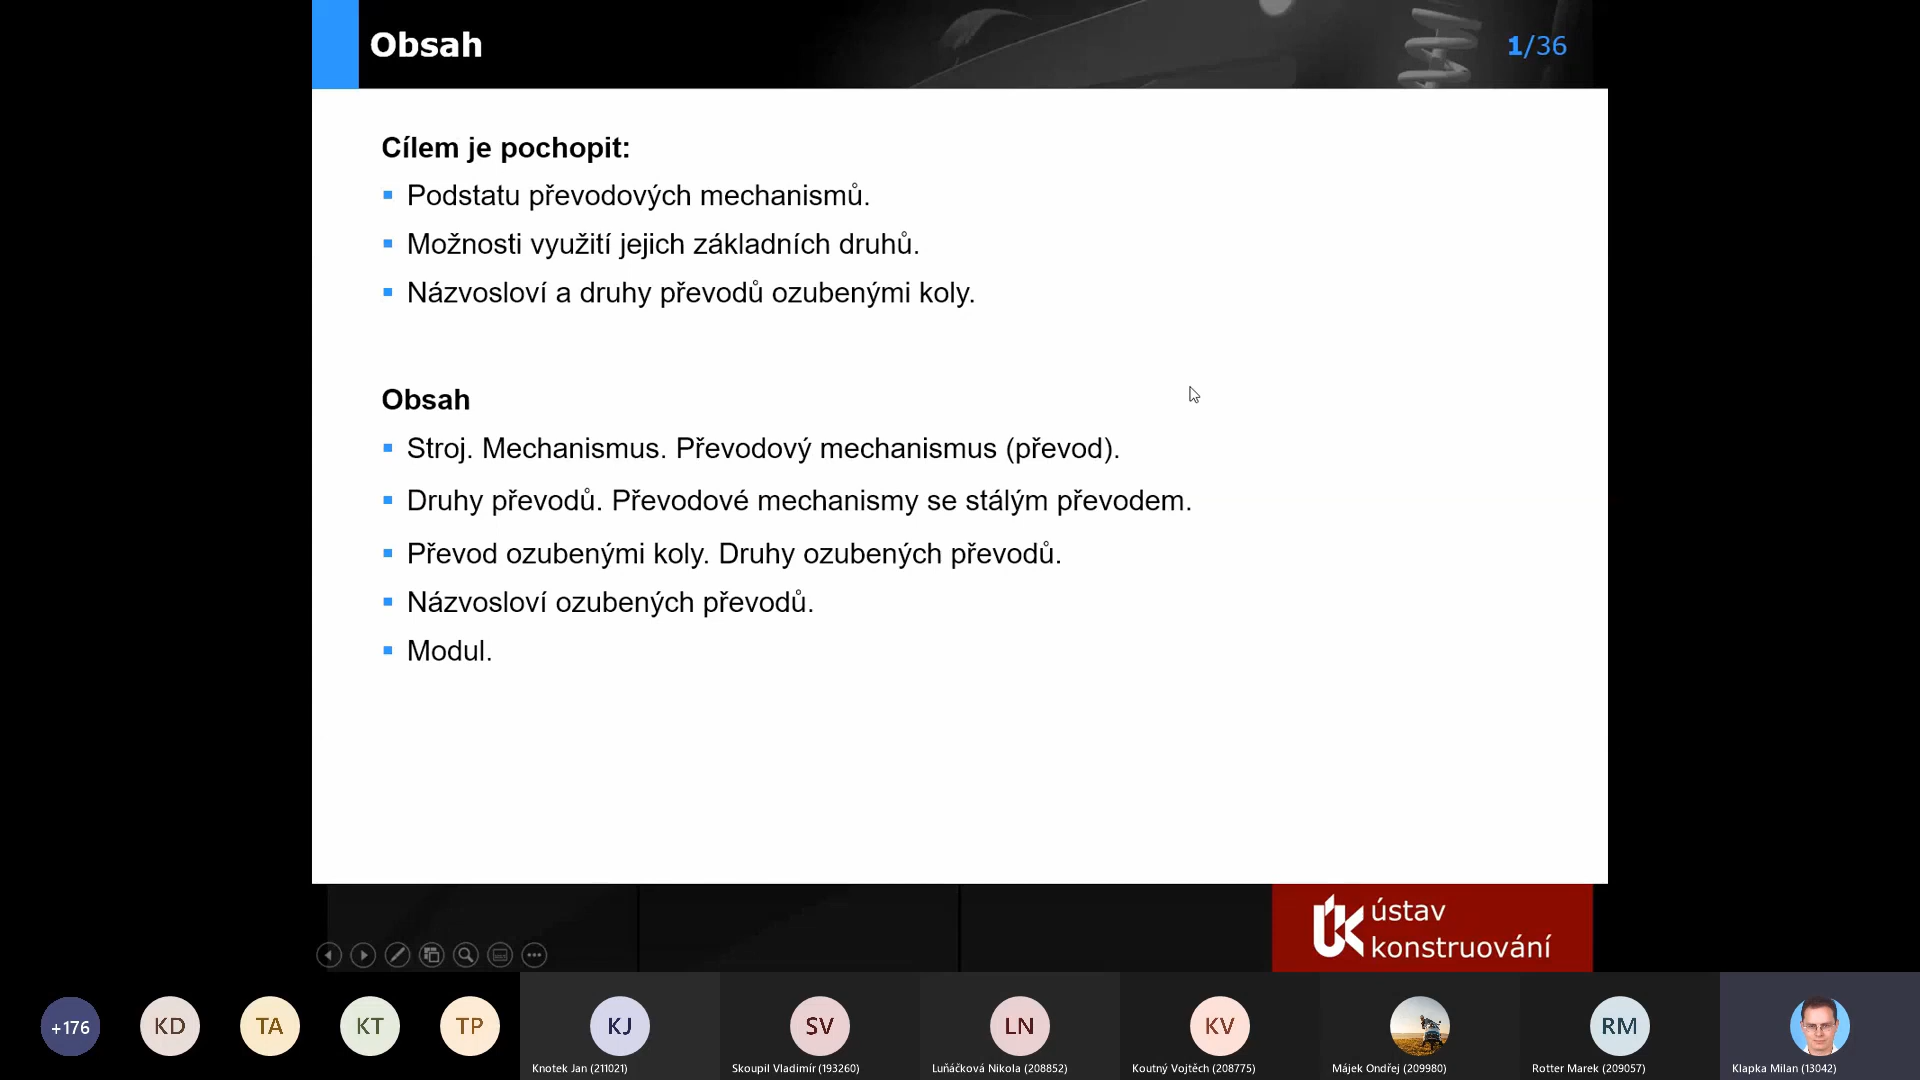 Obsah
1/36
Cílem je pochopit:
Podstatu převodových mechanismů.
Možnosti využití jejich základních druhů.
Názvosloví a druhy převodů ozubenými koly.
Obsah
Stroj. Mechanismus. Převodový mechanismus (převod).
Druhy převodů. Převodové mechanismy se stálým převodem.
Převod ozubenými koly. Druhy ozubených převodů.
Názvosloví ozubených převodů.
Modul.
ústav
konstruování
+176
KD
TA
KT
TP
KJ
SV
LN
KV
RM
Knotek Jan (211021)
Skoupil Vladimír (193260)
Luňáčková Nikola (208852)
Koutný Vojtěch (208775)
Májek Ondřej (209980)
Rotter Marek (209057)
Klapka Milan (13042)